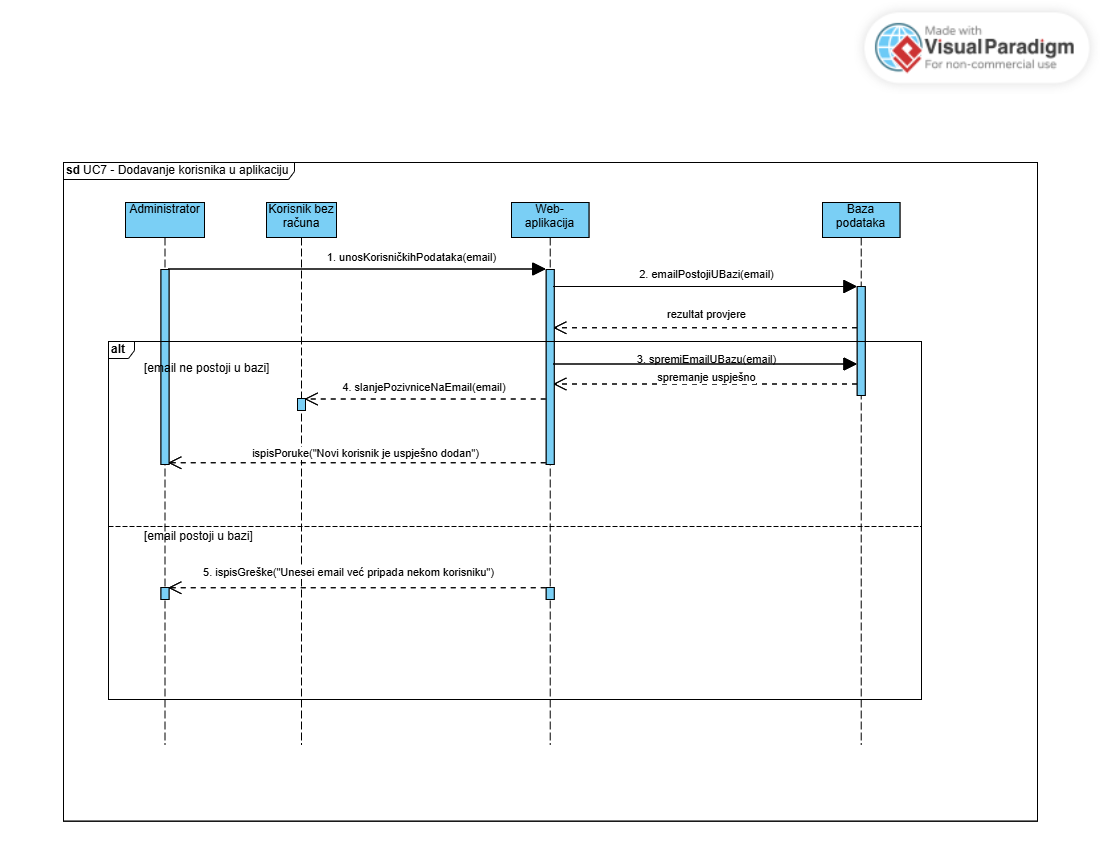 Made with
Visual Paradigm
For non-commercial use
sd UC7 - Dodavanje korisnika u aplikaciju
Administrator
Korisnik bez
računa
Web-
aplikacija
Baza
podataka
1. unosKorisničkihPodataka(email)
2. emailPostojiUBazi(email)
rezultat provjere
alt
[email ne postoji u bazi]
3. spremiEmailUBazu(email)
spremanje uspješno
4. slanjePozivniceNaEmail(email)
ispisPoruke("Novi korisnik je uspješno dodan")
[email postoji u bazi]
5. ispisGreške("Unesei email već pripada nekom korisniku")